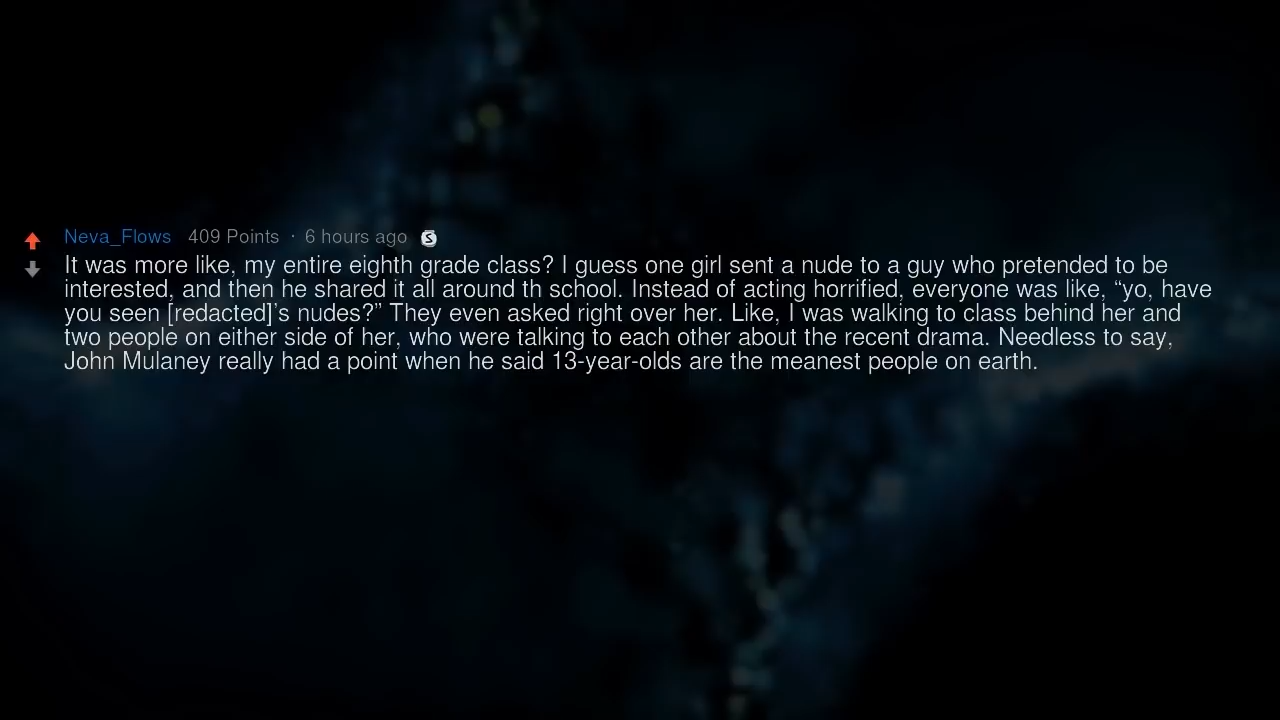 Neva_Flows 409 Points · 6 hours ago S
It was more like, my entire eighth grade class? I guess one girl sent a nude to a guy who pretended to be
interested, and then he shared it all around th school. Instead of acting horrified, everyone was like, “yo, have
you seen [redacted]’s nudes?” They even asked right over her. Like, I was walking to class behind her and
two people on either side of her, who were talking to each other about the recent drama. Needless to say,
John Mulaney really had a point when he said 13-year-olds are the meanest people on earth.